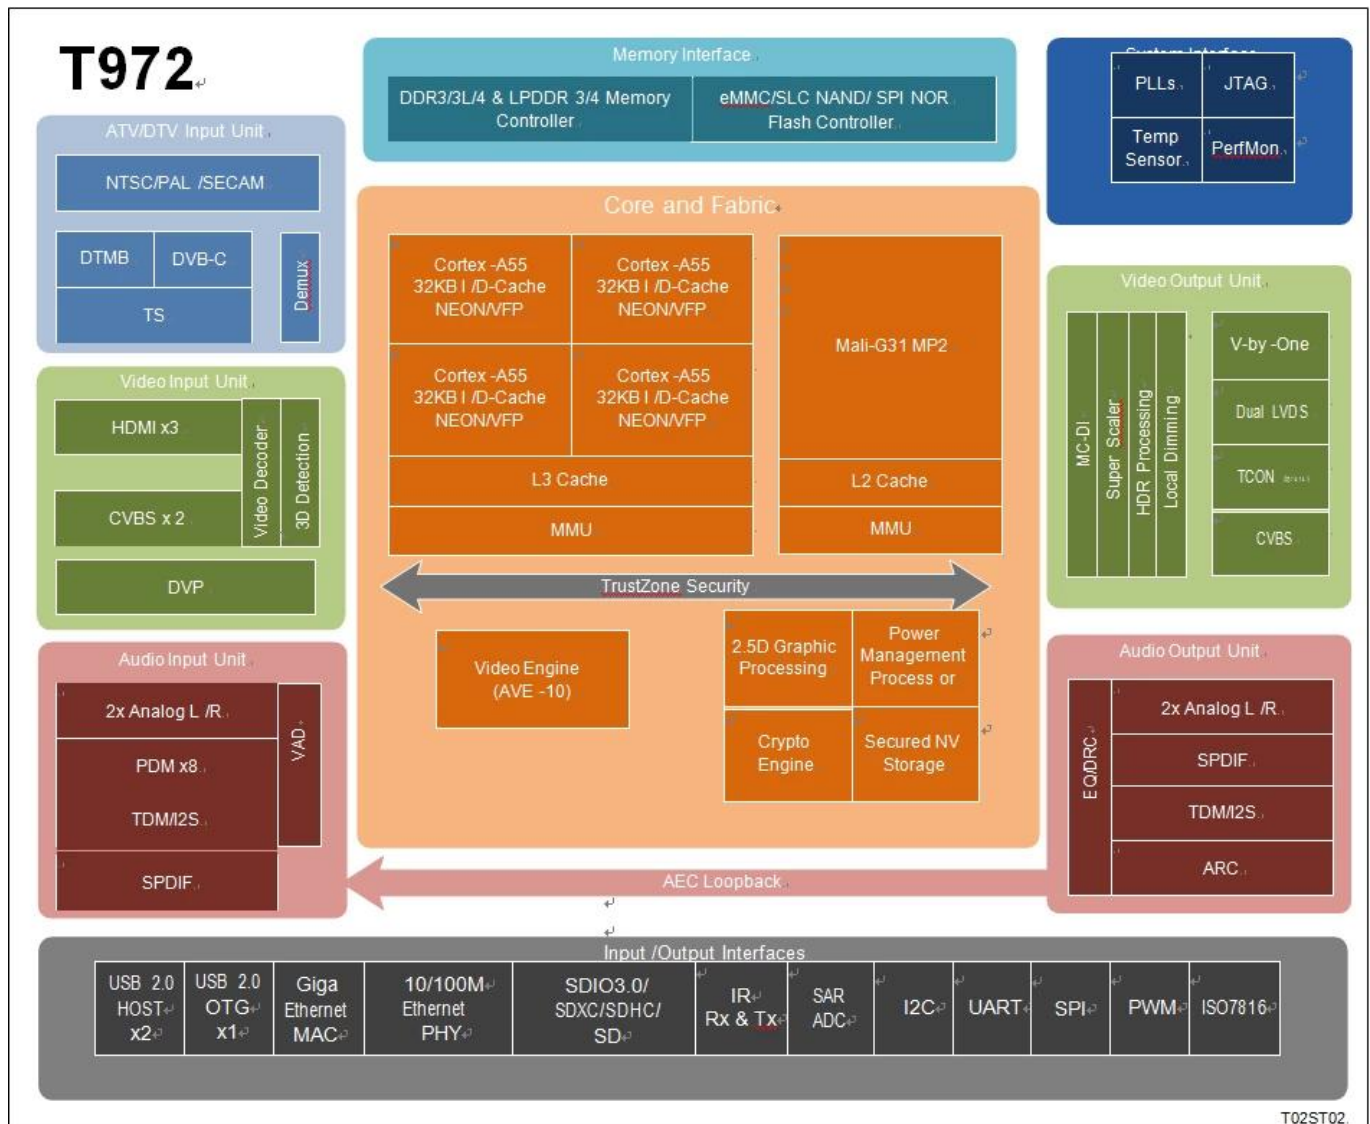 T972
Memory Interface
DDR3/3L/4 & LPDDR 3/4 Memory
Controller
eMMC/SLC NAND/ SPI NOR
Flash Controller
System Interface
PLLs
JTAG
Temp
Sensor
PerfMon
ATV/DTV Input Unit
NTSC/PAL /SECAM
DTMB
DVB-C
TS
Demux
Video Input Unit
HDMI x3
CVBS x 2
Video Decoder
3D Detection
DVP
Audio Input Unit
2x Analog L /R
PDM x8
TDM/I2S
SPDIF
VAD
Core and Fabric
Cortex -A55
32KB I /D-Cache
NEON/VFP
Cortex -A55
32KB I /D-Cache
NEON/VFP
Cortex -A55
32KB I /D-Cache
NEON/VFP
Cortex -A55
32KB I /D-Cache
NEON/VFP
L3 Cache
MMU
Mali-G31 MP2
L2 Cache
MMU
TrustZone Security
Video Engine
(AVE -10)
2.5D Graphic
Processing
Power
Management
Process or
Crypto
Engine
Secured NV
Storage
Video Output Unit
MC-DI
Super Scaler
HDR Processing
Local Dimming
V-by -One
Dual LVDS
TCON
CVBS
Audio Output Unit
EQ/DRC
2x Analog L /R
SPDIF
TDM/I2S
ARC
AEC Loopback
Input /Output Interfaces
USB 2.0
HOST
x2
USB 2.0
OTG
x1
Giga
Ethernet
MAC
10/100M
Ethernet
PHY
SDIO3.0/
SDXC/SDHC/
SD
IR
Rx & Tx
SAR
ADC
I2C
UART
SPI
PWM
ISO7816
T02ST02